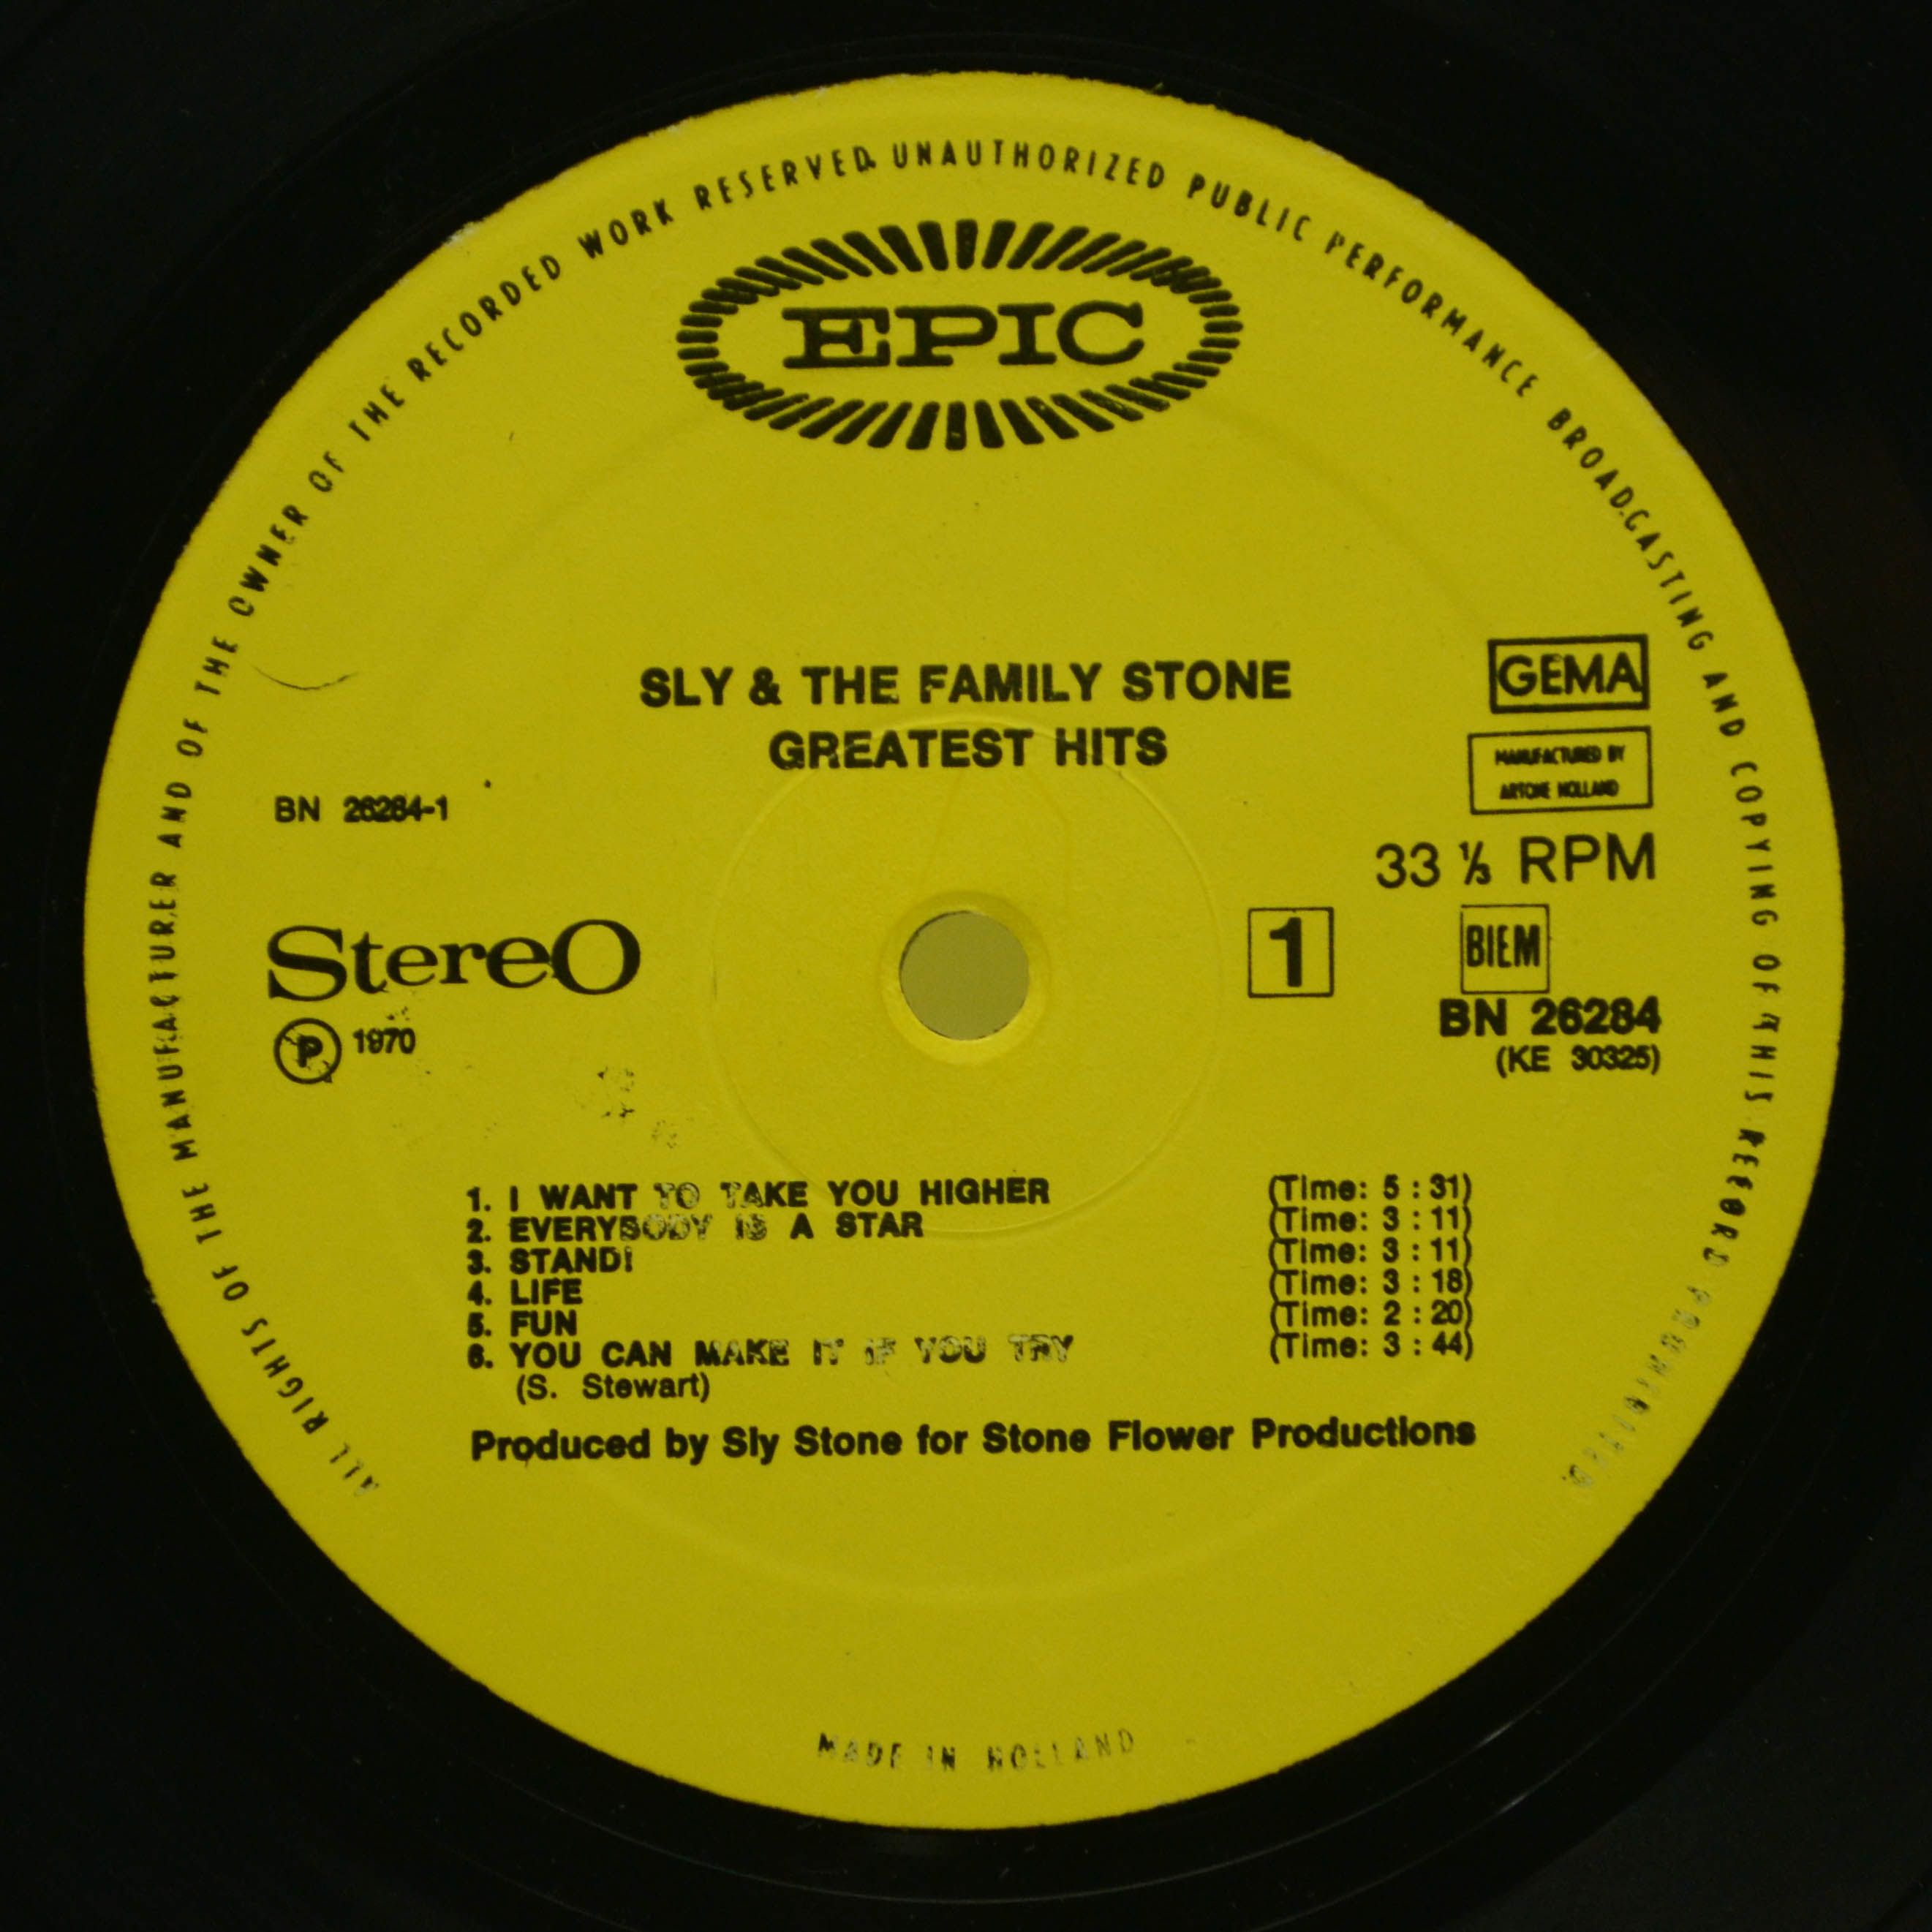 ALL RIGHTS OF THE MANUFACTURER AND OF THE OWNER OF THE RECORDED WORK RESERVED. UNAUTHORIZED PUBLIC PERFORMANCE BROADCASTING AND COPYING OF THIS RECORD PROHIBITED.
EPIC
SLY & THE FAMILY STONE
GREATEST HITS
GEMA
MANUFACTURED BY
ARTONE HOLLAND
BN 26284-1
33 ⅓ RPM
Stereo
1
BIEM
BN 26284
(KE 30325)
P 1970
1. I WANT TO TAKE YOU HIGHER (Time: 5 : 31)
2. EVERYBODY IS A STAR (Time: 3 : 11)
3. STAND! (Time: 3 : 11)
4. LIFE (Time: 3 : 18)
5. FUN (Time: 2 : 20)
6. YOU CAN MAKE IT IF YOU TRY (Time: 3 : 44)
(S. Stewart)
Produced by Sly Stone for Stone Flower Productions
MADE IN HOLLAND